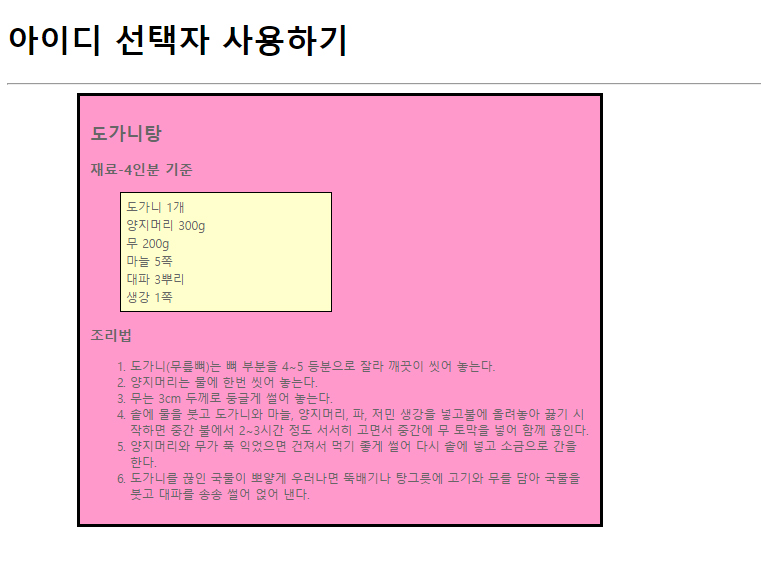 아이디 선택자 사용하기
도가니탕
재료-4인분 기준
도가니 1개
양지머리 300g
무 200g
마늘 5쪽
대파 3뿌리
생강 1쪽
조리법
1. 도가니(무릎뼈)는 뼈 부분을 4~5 등분으로 잘라 깨끗이 씻어 놓는다.
2. 양지머리는 물에 한번 씻어 놓는다.
3. 무는 3cm 두께로 둥글게 썰어 놓는다.
4. 솥에 물을 붓고 도가니와 마늘, 양지머리, 파, 저민 생강을 넣고불에 올려놓아 끓기 시
작하면 중간 불에서 2~3시간 정도 서서히 고면서 중간에 무 토막을 넣어 함께 끊인다.
5. 양지머리와 무가 푹 익었으면 건져서 먹기 좋게 썰어 다시 솥에 넣고 소금으로 간을
한다.
6. 도가니를 끊인 국물이 뽀얗게 우러나면 뚝배기나 탕그릇에 고기와 무를 담아 국물을
붓고 대파를 송송 썰어 얹어 낸다.